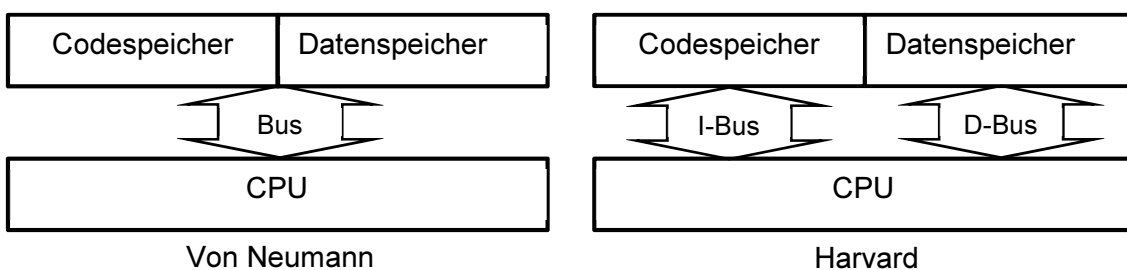 Codespeicher Datenspeicher
Bus
CPU
Von Neumann
Codespeicher Datenspeicher
I-Bus D-Bus
CPU
Harvard